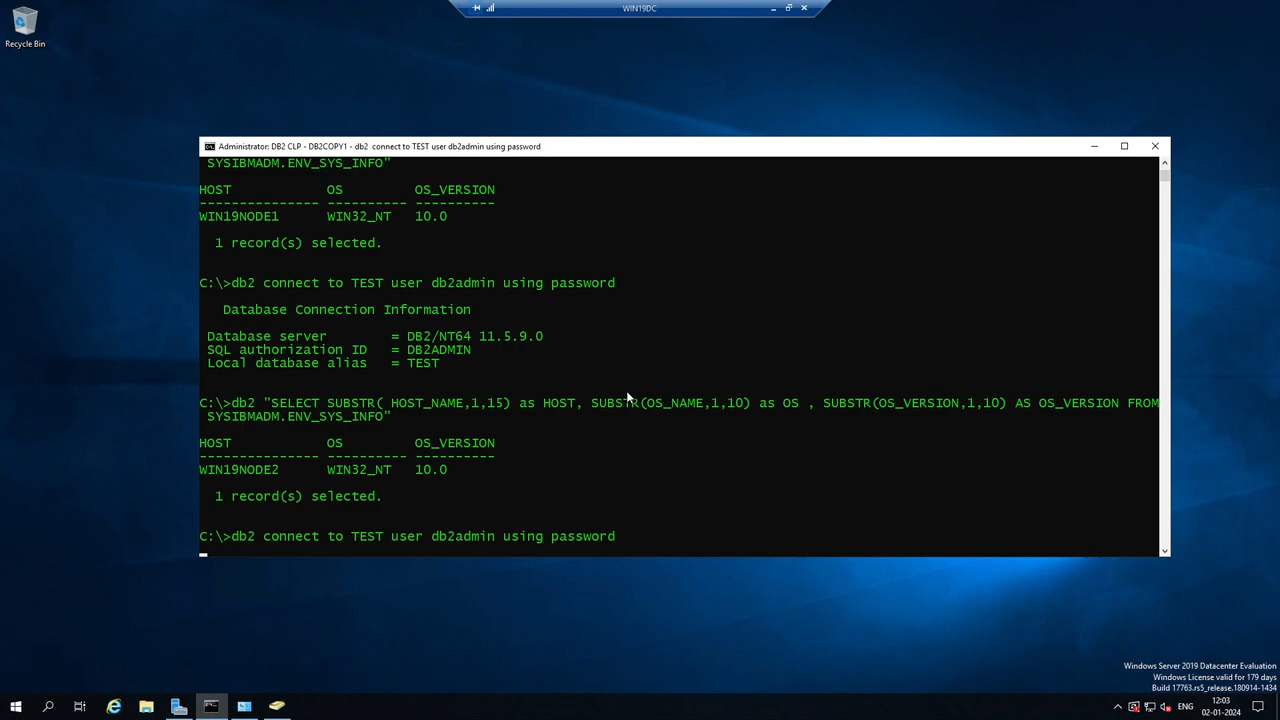 WIN19DC
Recycle Bin
Administrator: DB2 CLP - DB2COPY1 - db2  connect to TEST user db2admin using password
SYSIBMADM.ENV_SYS_INFO"
HOST            OS         OS_VERSION
--------------- ---------- ----------
WIN19NODE1      WIN32_NT   10.0
  1 record(s) selected.
C:\>db2 connect to TEST user db2admin using password
   Database Connection Information
 Database server        = DB2/NT64 11.5.9.0
 SQL authorization ID   = DB2ADMIN
 Local database alias   = TEST
C:\>db2 "SELECT SUBSTR( HOST_NAME,1,15) as HOST, SUBSTR(OS_NAME,1,10) as OS , SUBSTR(OS_VERSION,1,10) AS OS_VERSION FROM
 SYSIBMADM.ENV_SYS_INFO"
HOST            OS         OS_VERSION
--------------- ---------- ----------
WIN19NODE2      WIN32_NT   10.0
  1 record(s) selected.
C:\>db2 connect to TEST user db2admin using password
Windows Server 2019 Datacenter Evaluation
Windows License valid for 179 days
Build 17763.rs5_release.180914-1434
ENG
12:03
02-01-2024